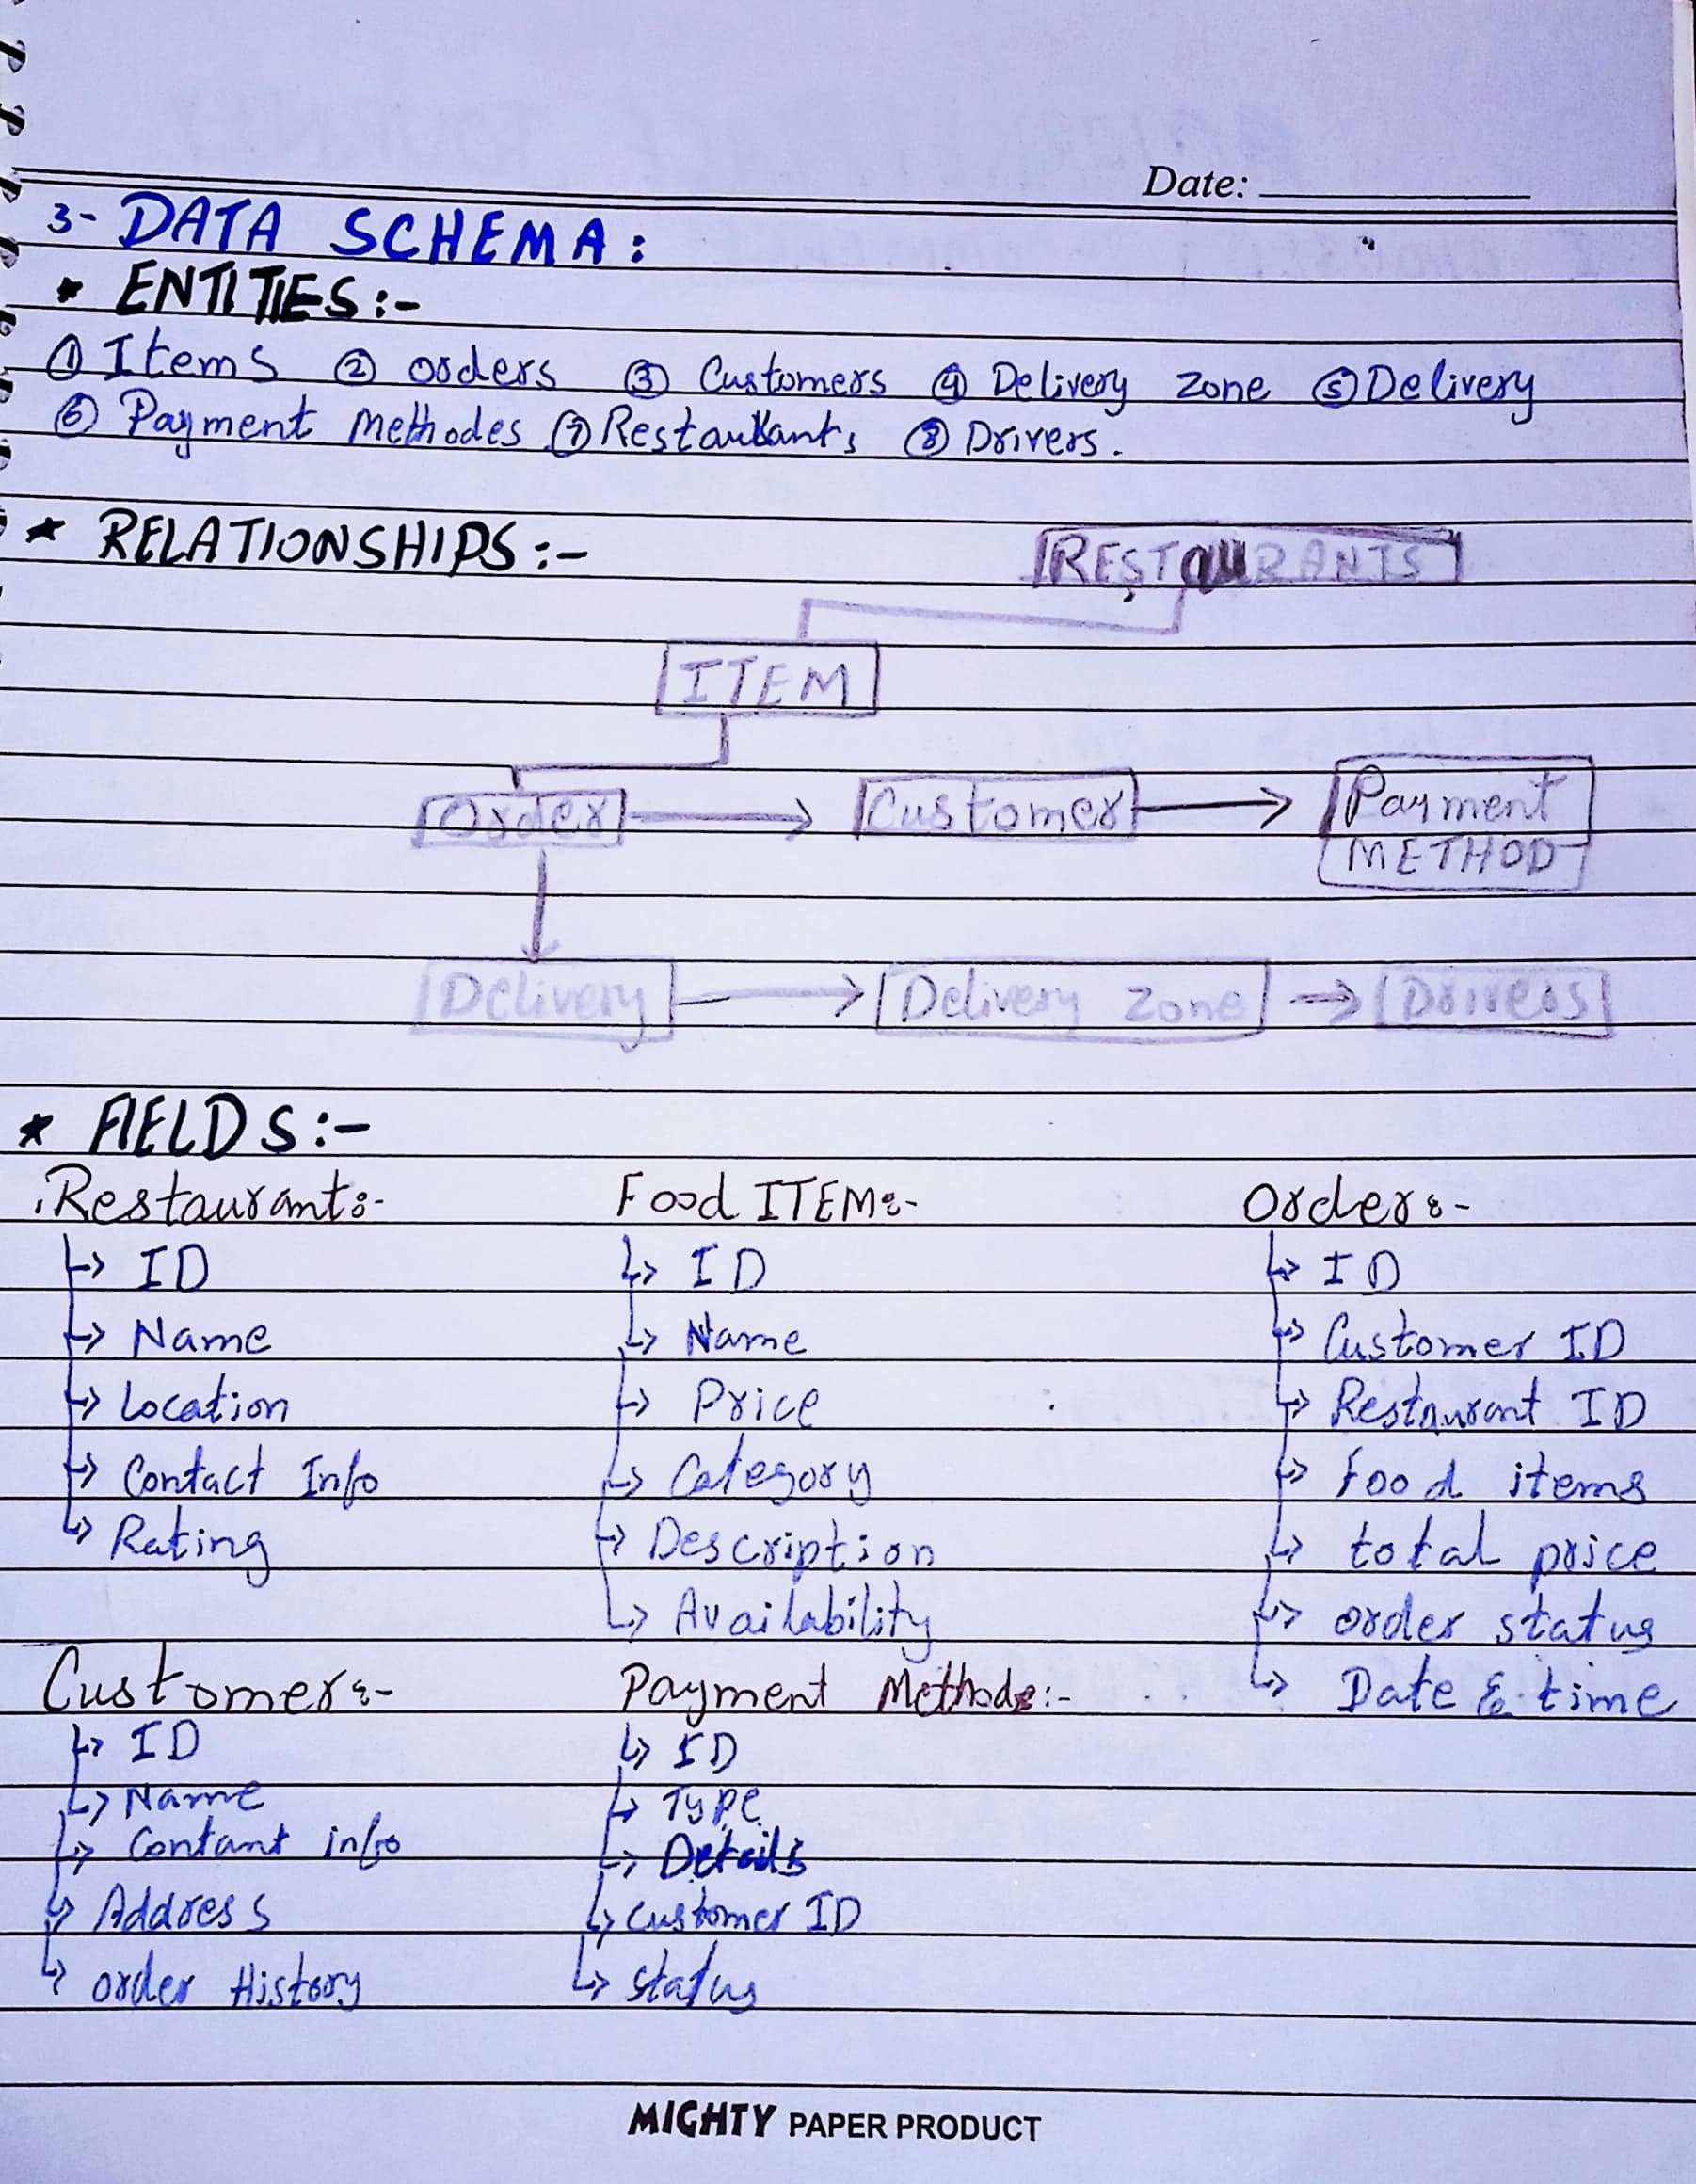 Date:
3- DATA SCHEMA:
* ENTITIES:-
① Items ② orders ③ Customers ④ Delivery zone ⑤ Delivery
⑥ Payment Methodes ⑦ Restaurants ⑧ Drivers.
* RELATIONSHIPS:-
RESTAURANTS
ITEM
Order → Customer → Payment
METHOD
Delivery → Delivery zone → Drivers
* FIELDS:-
Restaurant:-
↳ ID
↳ Name
↳ Location
↳ Contact Info
↳ Rating
Food ITEM:-
↳ ID
↳ Name
↳ Price
↳ Category
↳ Description
↳ Availability
Order:-
↳ ID
↳ Customer ID
↳ Restaurant ID
↳ Food items
↳ total price
↳ order status
↳ Date & time
Customer:-
↳ ID
↳ Name
↳ Contant info
↳ Address
↳ order History
Payment Methods:-
↳ ID
↳ Type
↳ Details
↳ customer ID
↳ status
MIGHTY PAPER PRODUCT